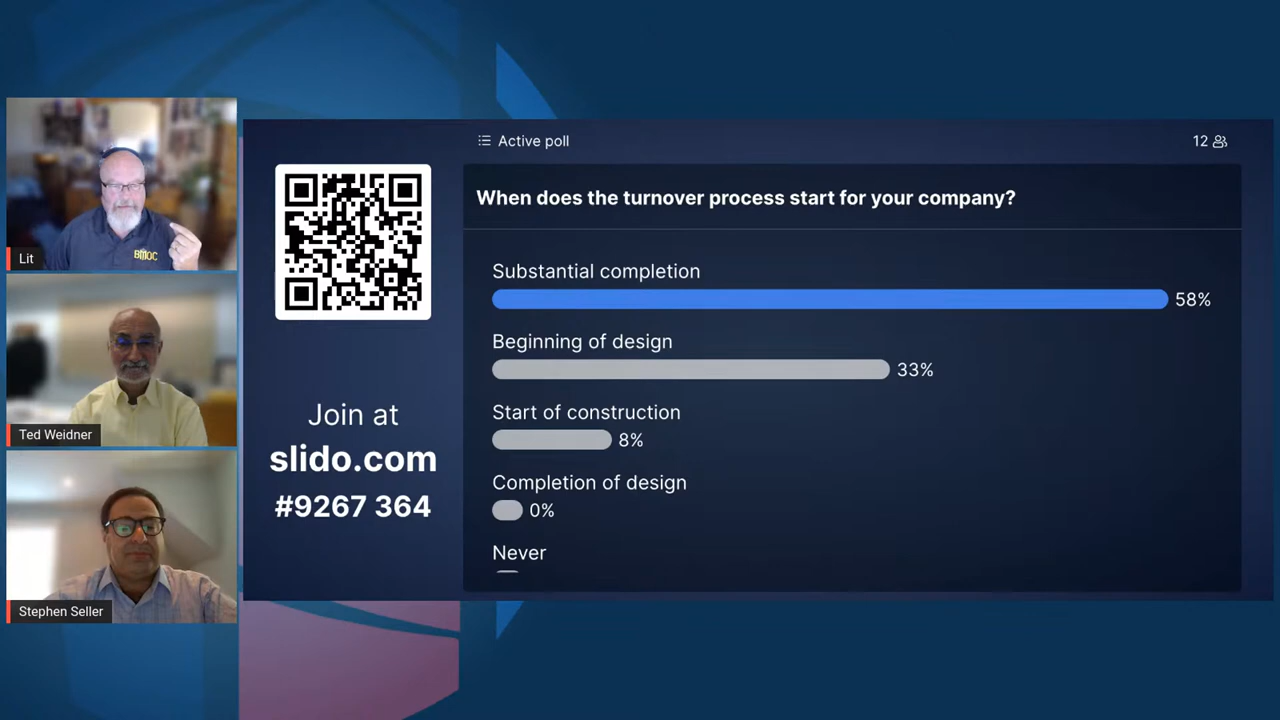 Active poll
12
When does the turnover process start for your company?
Substantial completion
58%
Beginning of design
33%
Start of construction
8%
Completion of design
0%
Never
Join at
slido.com
#9267 364
BMOC
Lit
Ted Weidner
Stephen Seller